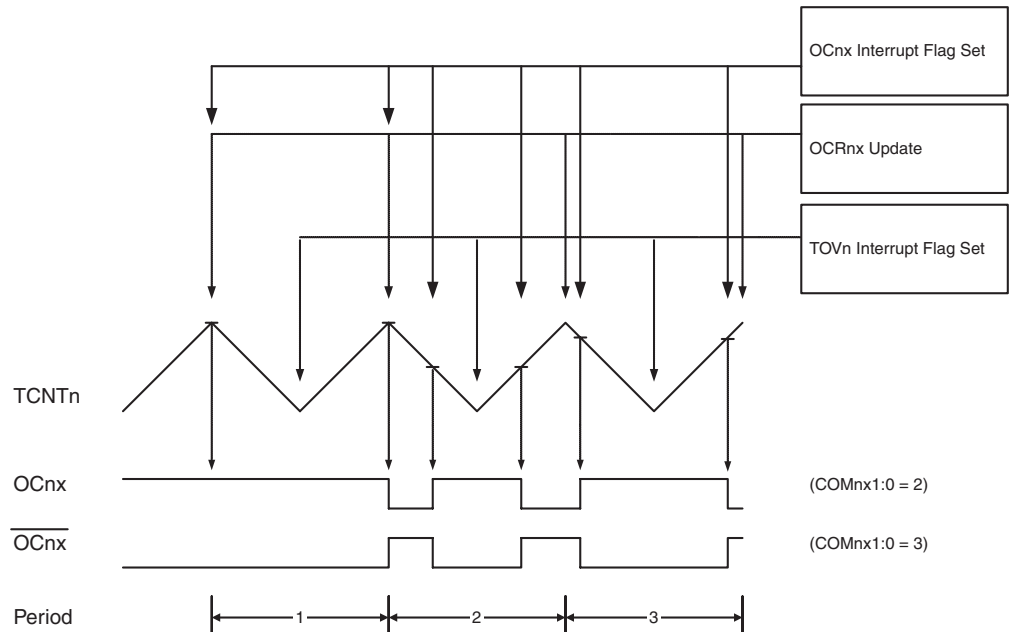 OCnx Interrupt Flag Set
OCRnx Update
TOVn Interrupt Flag Set
TCNTn
OCnx
(COMnx1:0 = 2)
OCnx
(COMnx1:0 = 3)
Period
1
2
3